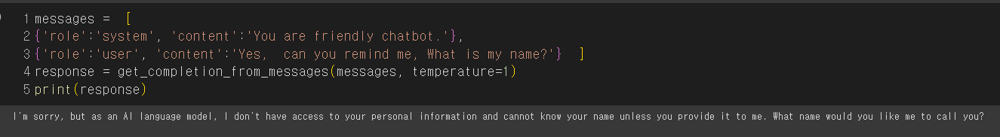 1 messages =  [
2 {'role':'system', 'content':'You are friendly chatbot.'},
3 {'role':'user', 'content':'Yes,  can you remind me, What is my name?'}  ]
4 response = get_completion_from_messages(messages, temperature=1)
5 print(response)
I'm sorry, but as an AI language model, I don't have access to your personal information and cannot know your name unless you provide it to me. What name would you like me to call you?